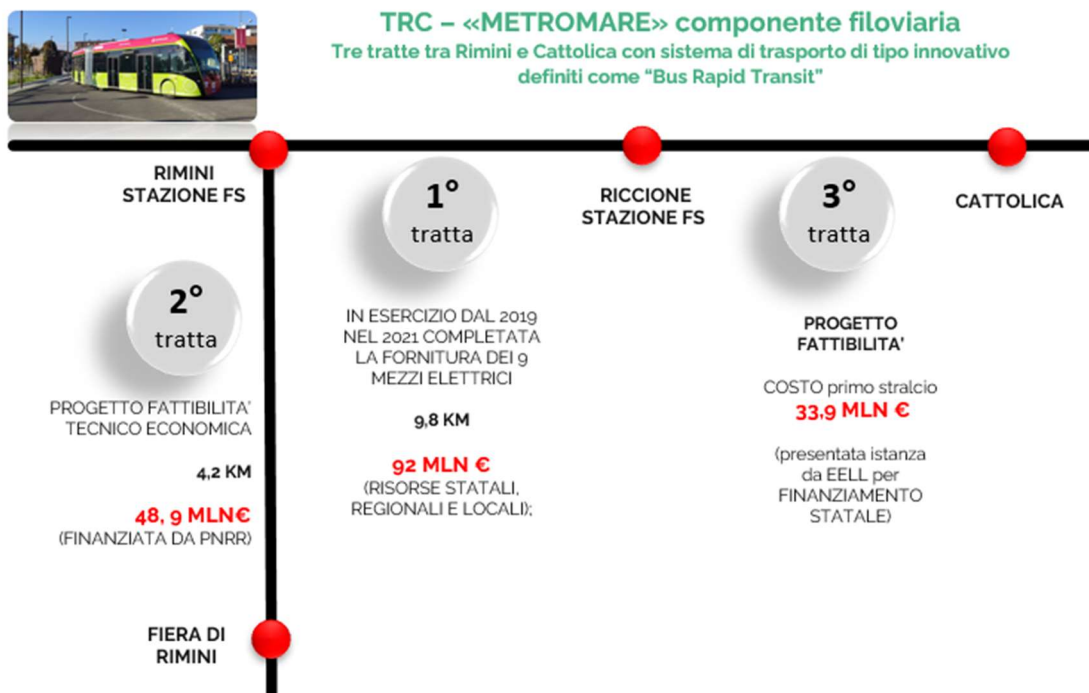 TRC – «METROMARE» componente filoviaria
Tre tratte tra Rimini e Cattolica con sistema di trasporto di tipo innovativo
definiti come “Bus Rapid Transit”
RIMINI
STAZIONE FS
1°
tratta
RICCIONE
STAZIONE FS
3°
tratta
CATTOLICA
2°
tratta
PROGETTO FATTIBILITA’
TECNICO ECONOMICA
4,2 KM
48, 9 MLN€
(FINANZIATA DA PNRR)
IN ESERCIZIO DAL 2019
NEL 2021 COMPLETATA
LA FORNITURA DEI 9
MEZZI ELETTRICI
9,8 KM
92 MLN €
(RISORSE STATALI,
REGIONALI E LOCALI);
PROGETTO
FATTIBILITA’
COSTO primo stralcio
33,9 MLN €
(presentata istanza
da EELL per
FINANZIAMENTO
STATALE)
FIERA DI
RIMINI